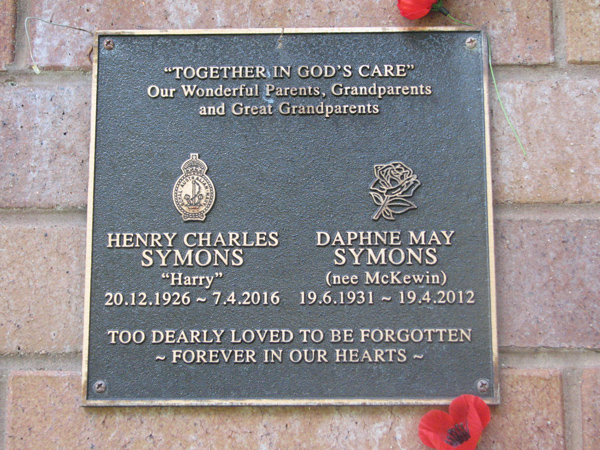 “TOGETHER IN GOD’S CARE”
Our Wonderful Parents, Grandparents
and Great Grandparents
HENRY CHARLES
SYMONS
“Harry”
20.12.1926 ~ 7.4.2016
DAPHNE MAY
SYMONS
(nee McKewin)
19.6.1931 ~ 19.4.2012
TOO DEARLY LOVED TO BE FORGOTTEN
~ FOREVER IN OUR HEARTS ~